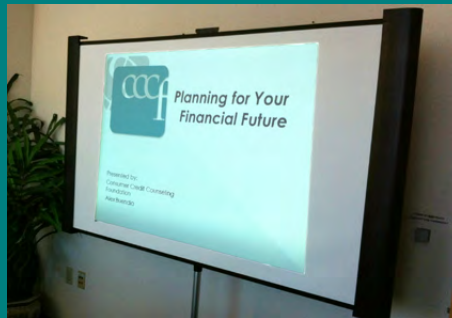 cccf
Planning for Your
Financial Future
Presented by:
Consumer Credit Counseling
Foundation